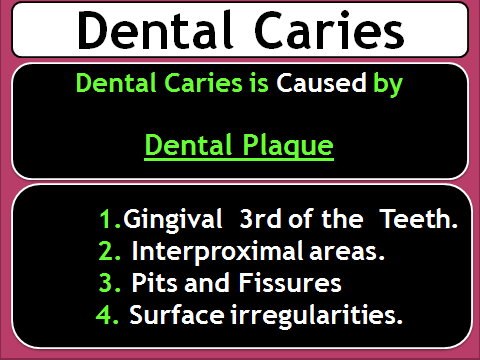 Dental Caries
Dental Caries is Caused by
Dental Plaque
1.Gingival 3rd of the Teeth.
2. Interproximal areas.
3. Pits and Fissures
4. Surface irregularities.